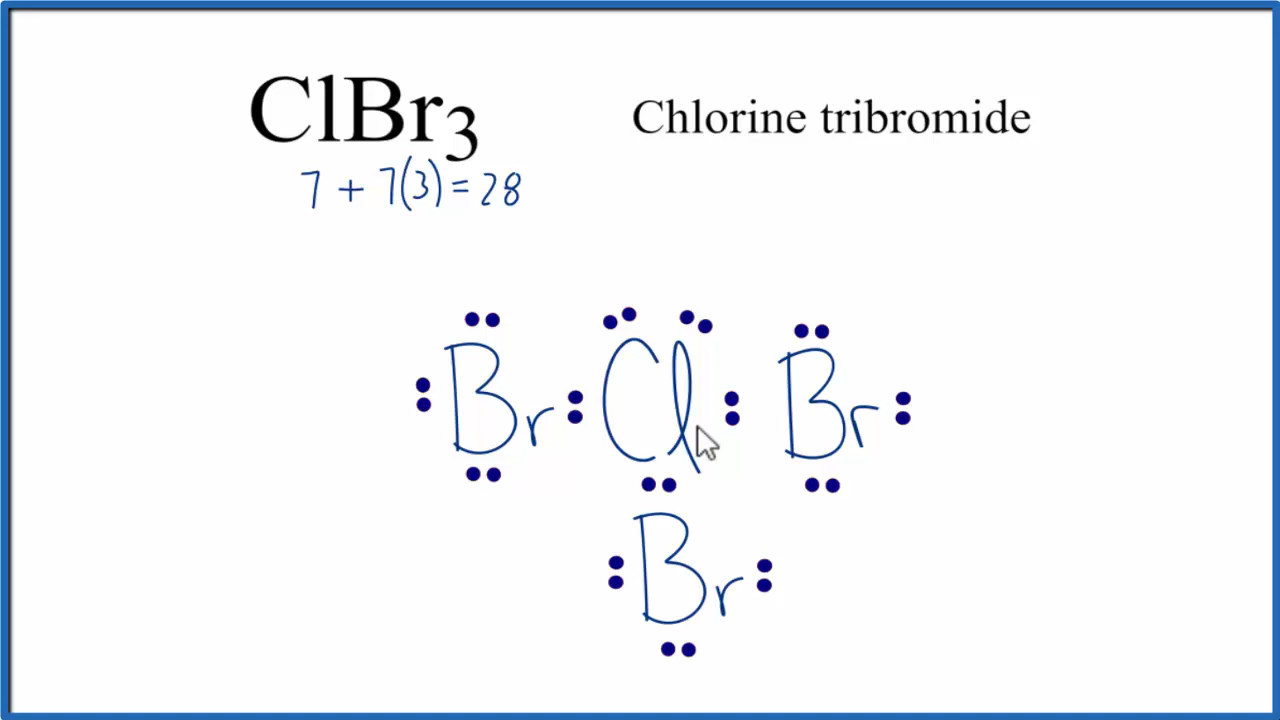 ClBr₃ Chlorine tribromide
7 + 7(3) = 28
Br Cl Br
Br